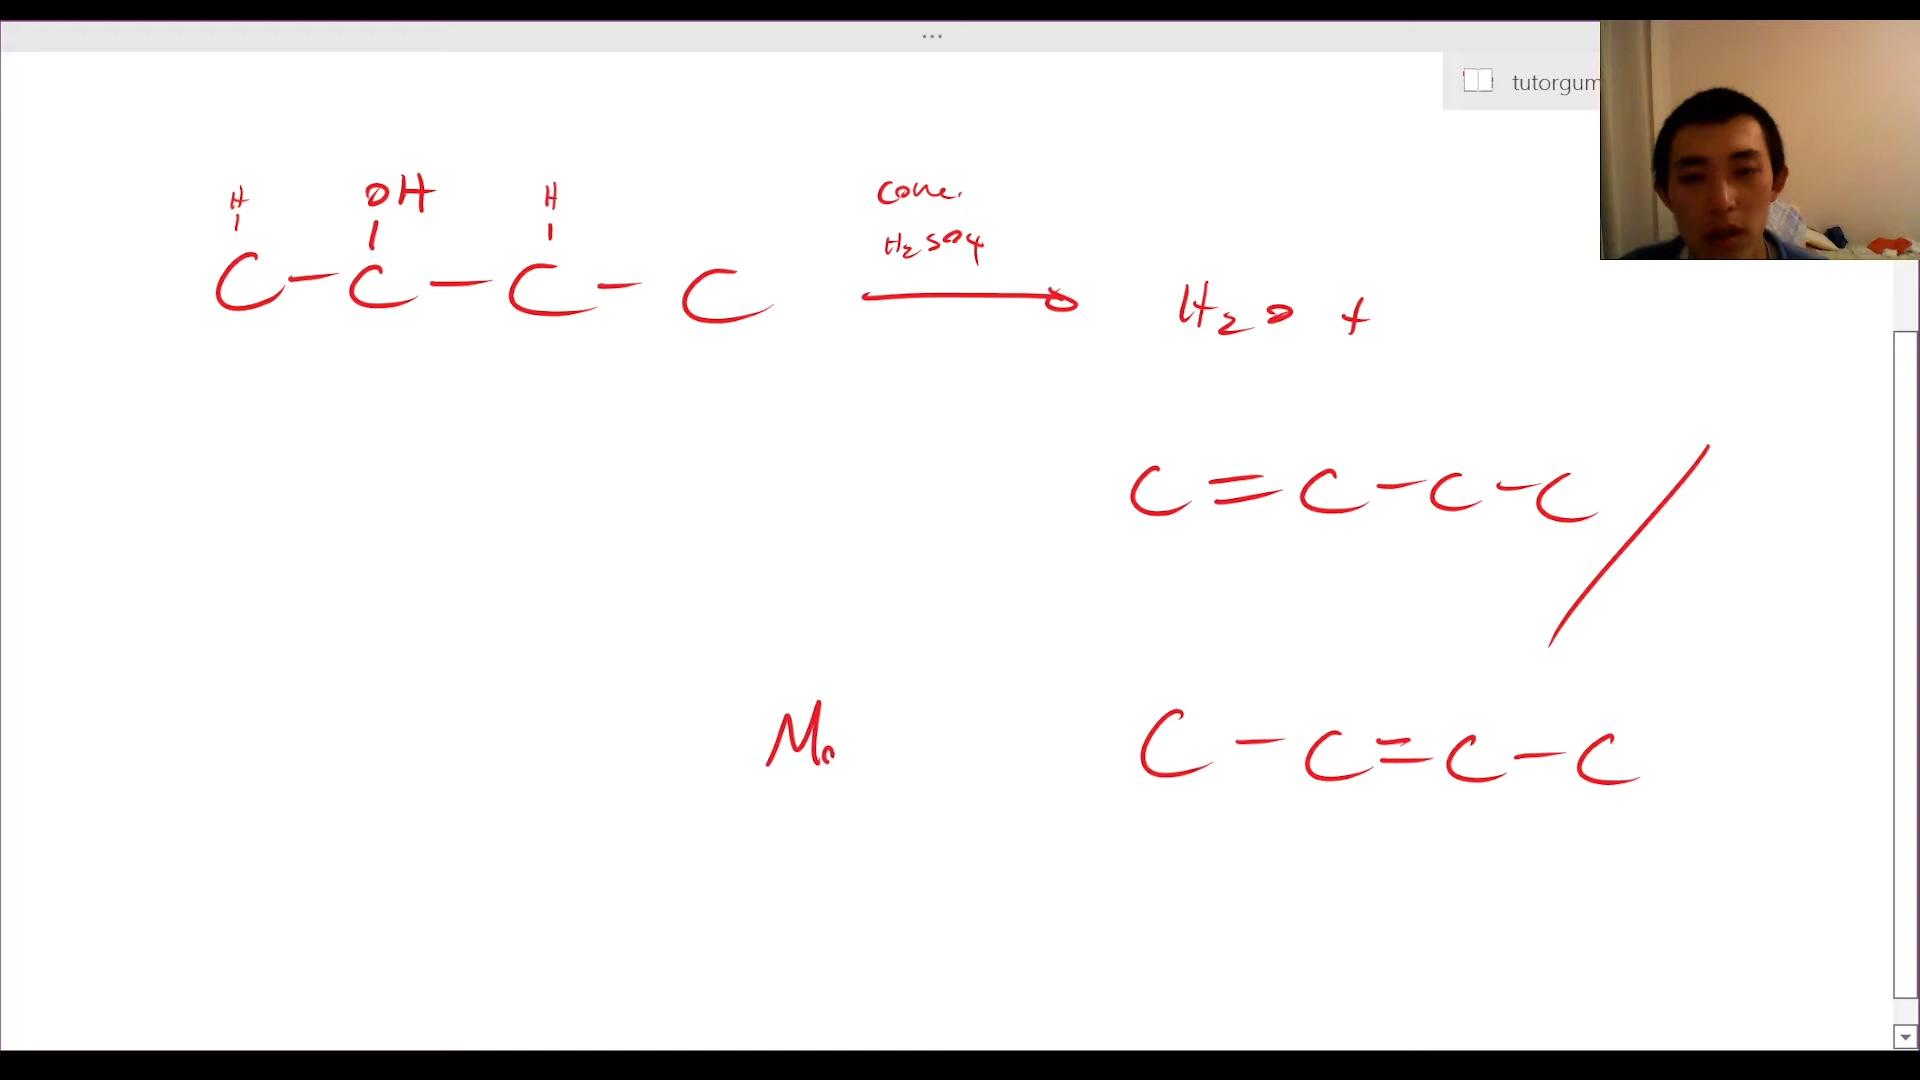 ...
tutorgum
H OH H
C - C - C - C
conc.
H2SO4
H2O +
C = C - C - C /
M
C - C = C - C